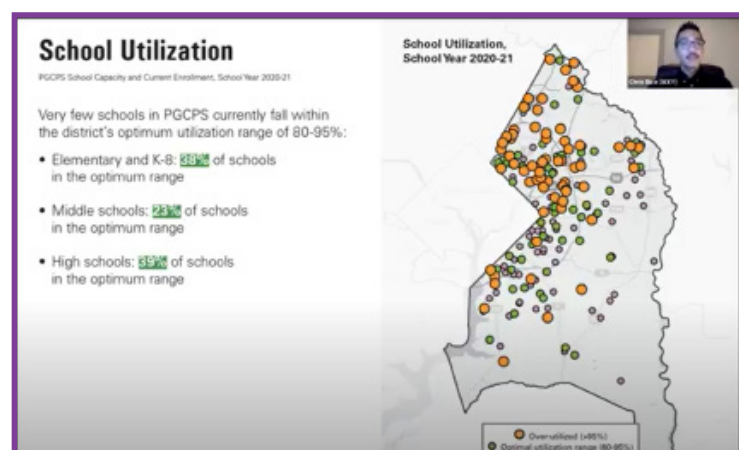 School Utilization
PGCPS School Capacity and Current Enrollment, School Year 2020-21
Very few schools in PGCPS currently fall within
the district's optimum utilization range of 80-95%:
• Elementary and K-8: 38% of schools
in the optimum range
• Middle schools: 23% of schools
in the optimum range
• High schools: 39% of schools
in the optimum range
School Utilization,
School Year 2020-21
Over-utilized (>95%)
Optimal utilization range (80-95%)